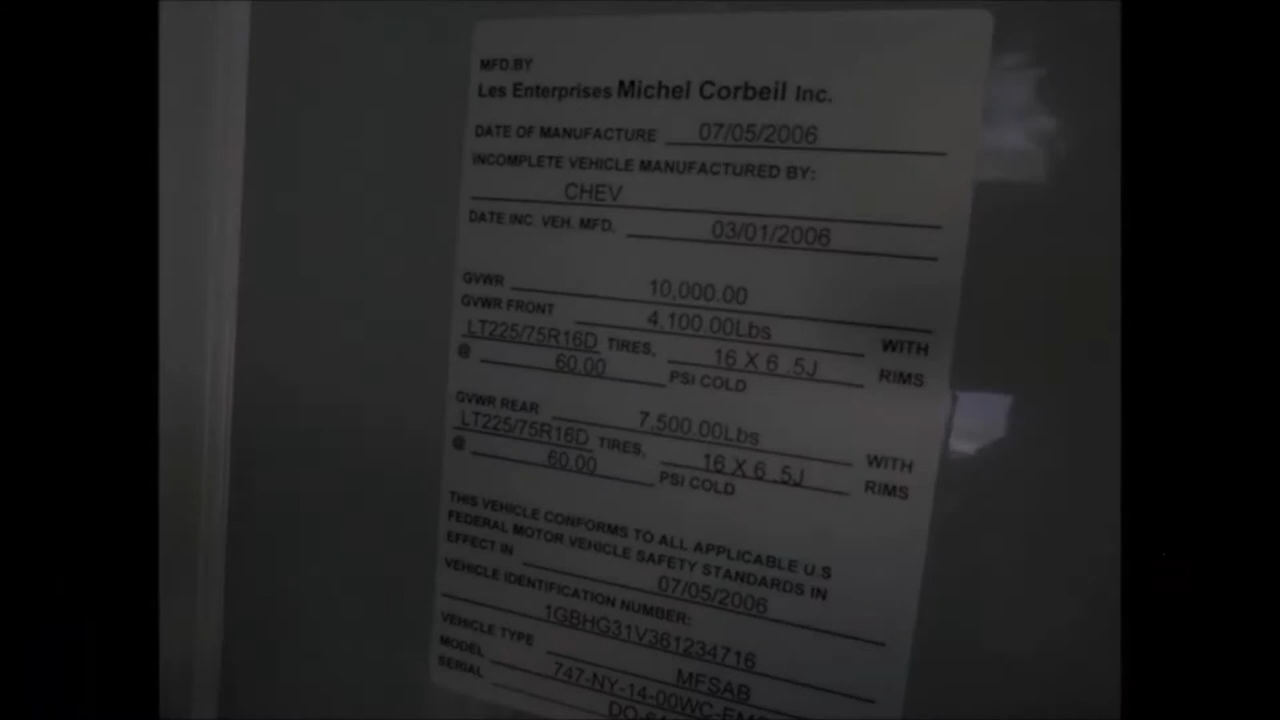 MFD.BY
Les Enterprises Michel Corbeil Inc.
DATE OF MANUFACTURE 07/05/2006
INCOMPLETE VEHICLE MANUFACTURED BY:
CHEV
DATE INC. VEH. MFD. 03/01/2006
GVWR 10,000.00
GVWR FRONT 4,100.00Lbs WITH
LT225/75R16D TIRES, 16 X 6 .5J RIMS
@ 60.00 PSI COLD
GVWR REAR 7,500.00Lbs WITH
LT225/75R16D TIRES, 16 X 6 .5J RIMS
@ 60.00 PSI COLD
THIS VEHICLE CONFORMS TO ALL APPLICABLE U.S
FEDERAL MOTOR VEHICLE SAFETY STANDARDS IN
EFFECT IN 07/05/2006
VEHICLE IDENTIFICATION NUMBER:
1GBHG31V361234716
VEHICLE TYPE MFSAB
MODEL 747-NY-14-00WC-
SERIAL